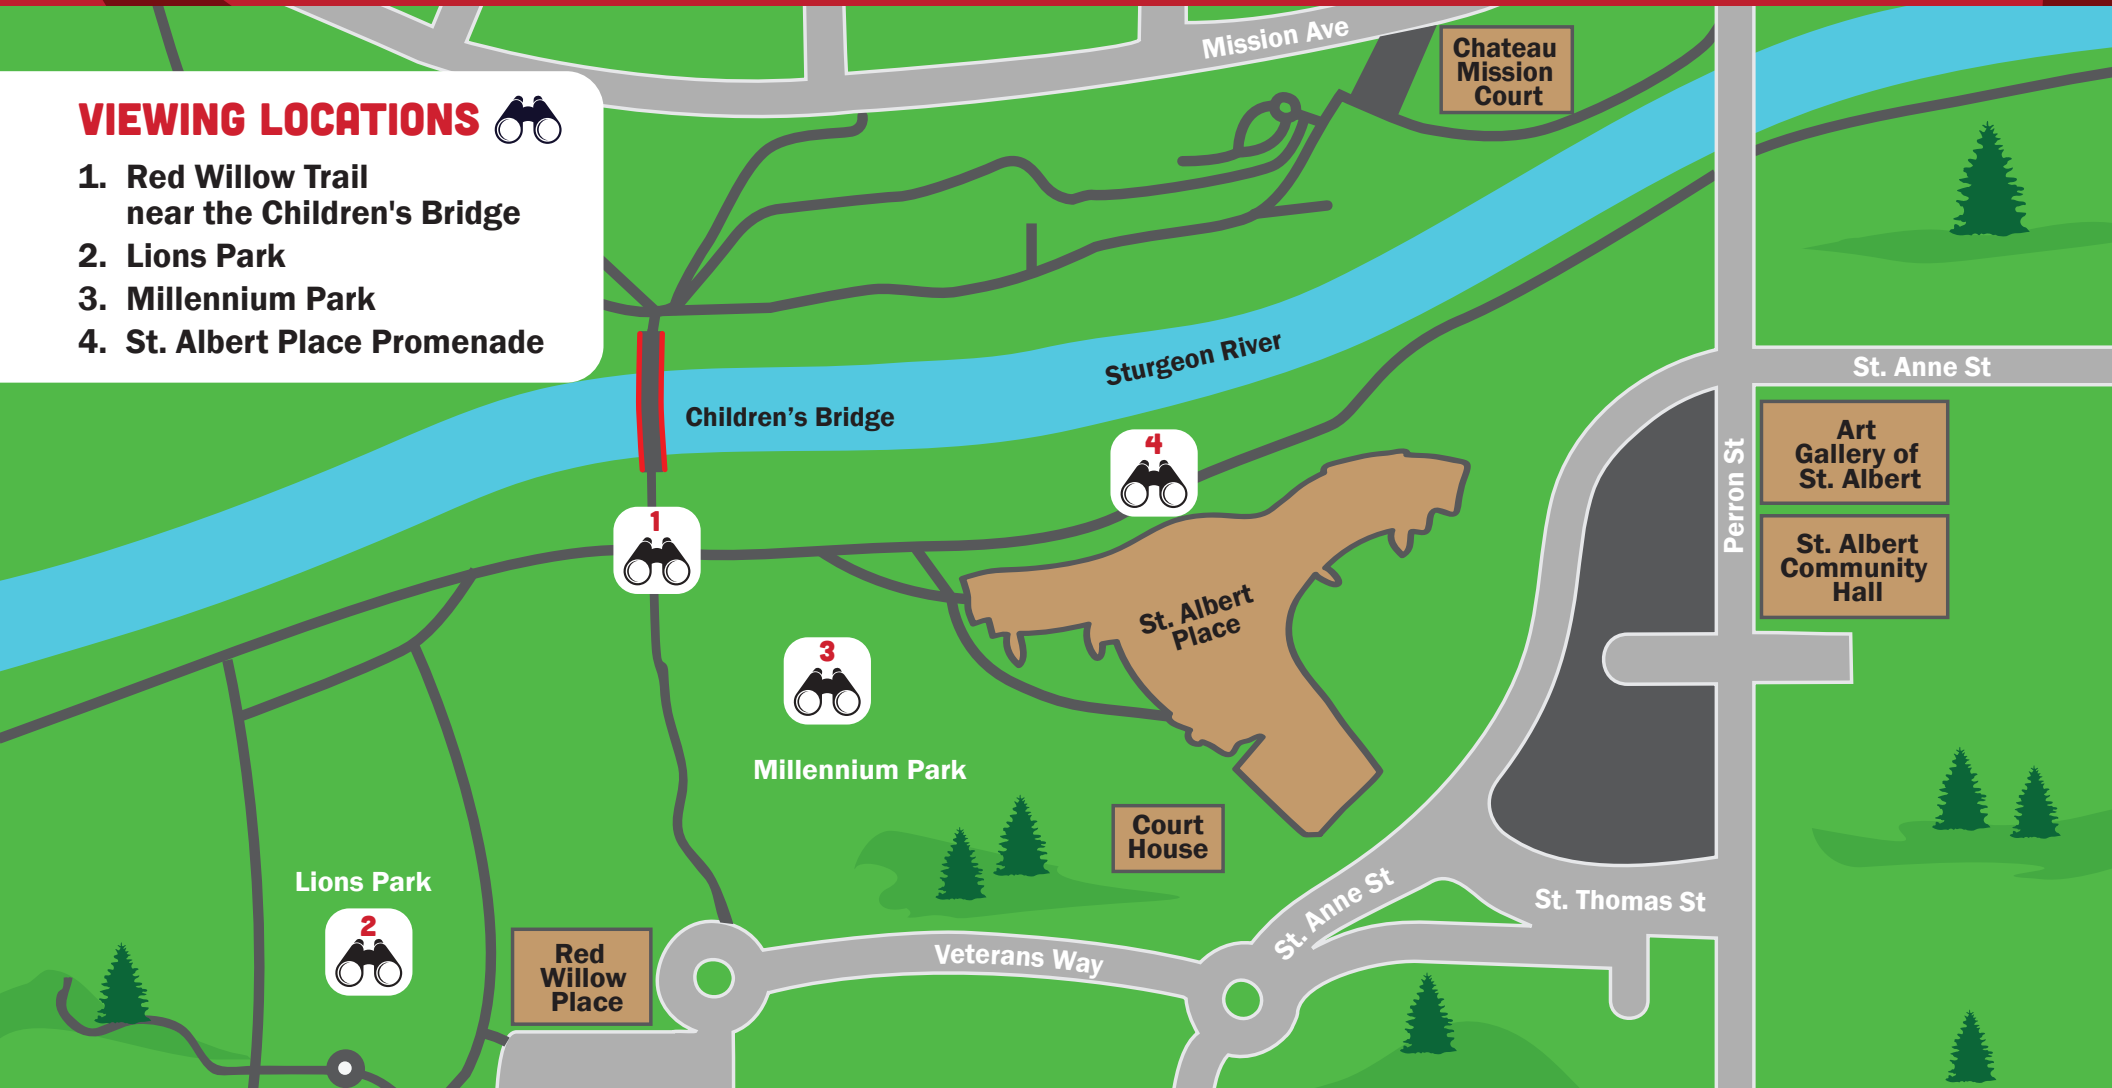 Mission Ave
Chateau
Mission
Court
VIEWING LOCATIONS
1. Red Willow Trail
near the Children's Bridge
2. Lions Park
3. Millennium Park
4. St. Albert Place Promenade
Sturgeon River
Children’s Bridge
St. Anne St
Art
Gallery of
St. Albert
Perron St
4
1
St. Albert
Community
Hall
St. Albert
Place
3
Millennium Park
Court
House
Lions Park
2
St. Anne St
St. Thomas St
Red
Willow
Place
Veterans Way